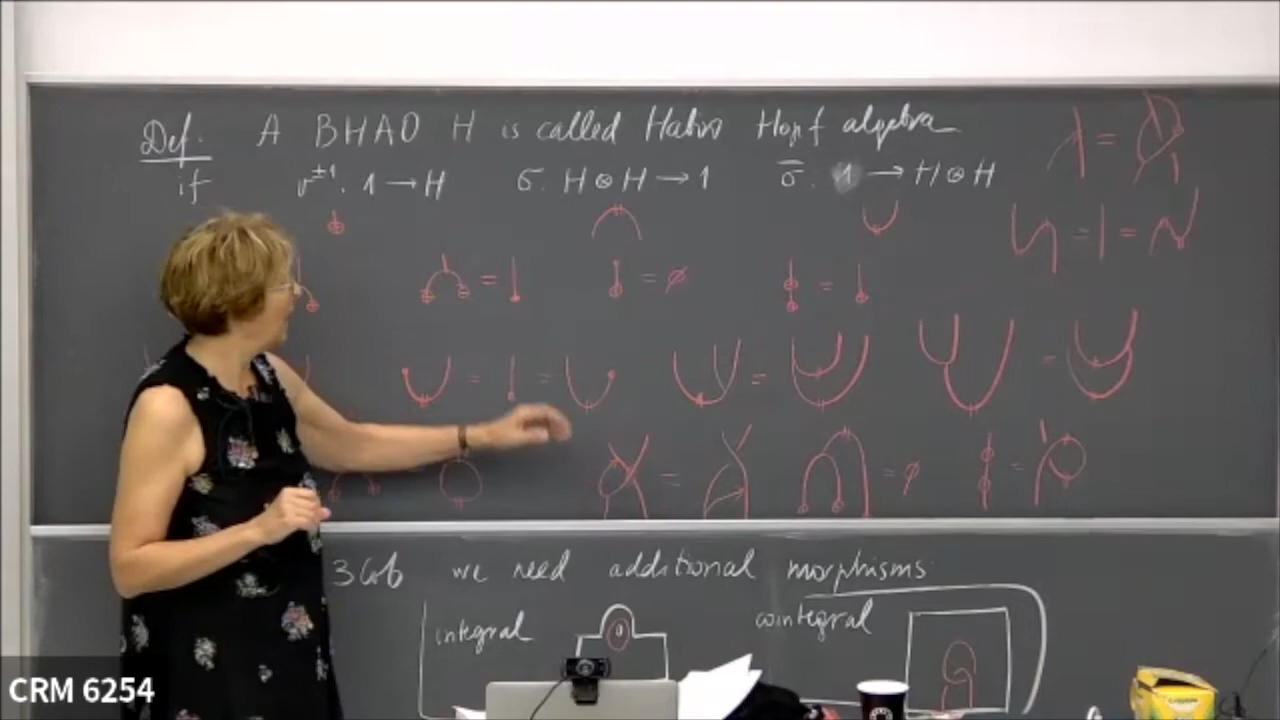 Def. A BHAD H is called Habiro Hopf algebra
if v^{±1}: 1 → H σ: H ⊗ H → 1 σ̄: 1 → H ⊗ H
= 
= | =
= = ∅ =
= = = =
= = ∅ =
3Cob we need additional morphisms
integral cointegral
CRM 6254